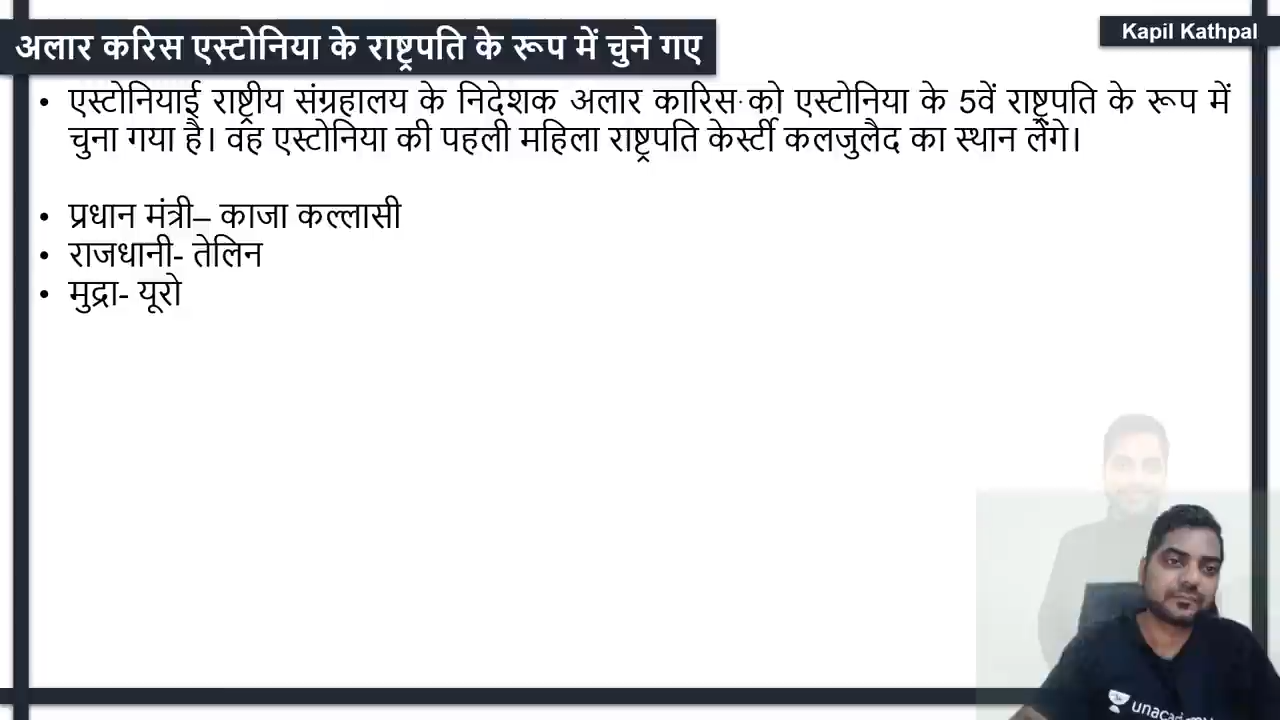 अलार करिस एस्टोनिया के राष्ट्रपति के रूप में चुने गए
Kapil Kathpal
• एस्टोनियाई राष्ट्रीय संग्रहालय के निदेशक अलार कारिस को एस्टोनिया के 5वें राष्ट्रपति के रूप में
चुना गया है। वह एस्टोनिया की पहली महिला राष्ट्रपति केर्स्टी कलजुलैद का स्थान लेंगे।
• प्रधान मंत्री– काजा कल्लासी
• राजधानी- तेलिन
• मुद्रा- यूरो